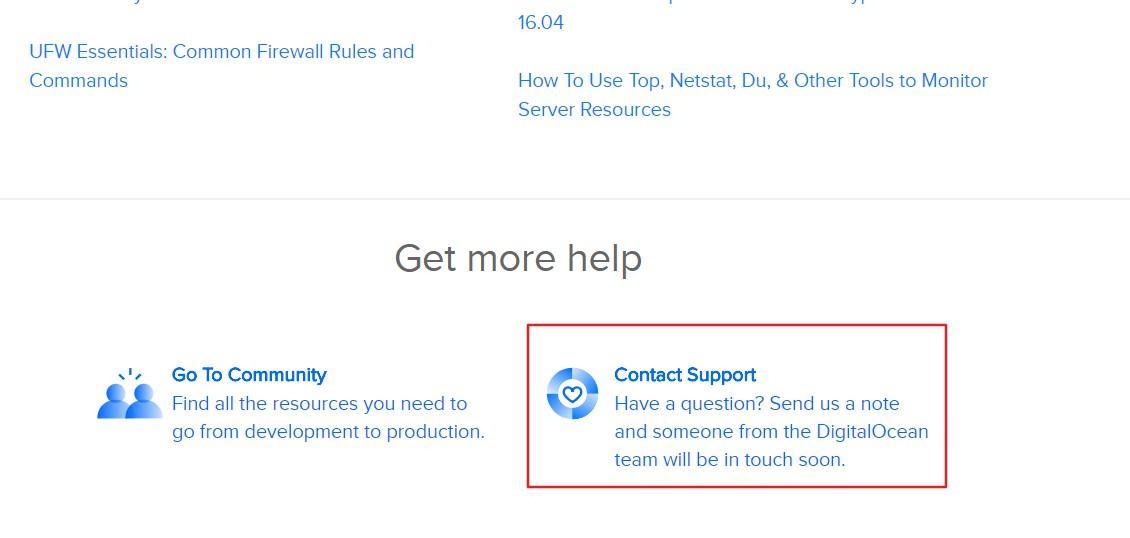 UFW Essentials: Common Firewall Rules and
Commands
16.04
How To Use Top, Netstat, Du, & Other Tools to Monitor
Server Resources
Get more help
Go To Community
Find all the resources you need to
go from development to production.
Contact Support
Have a question? Send us a note
and someone from the DigitalOcean
team will be in touch soon.